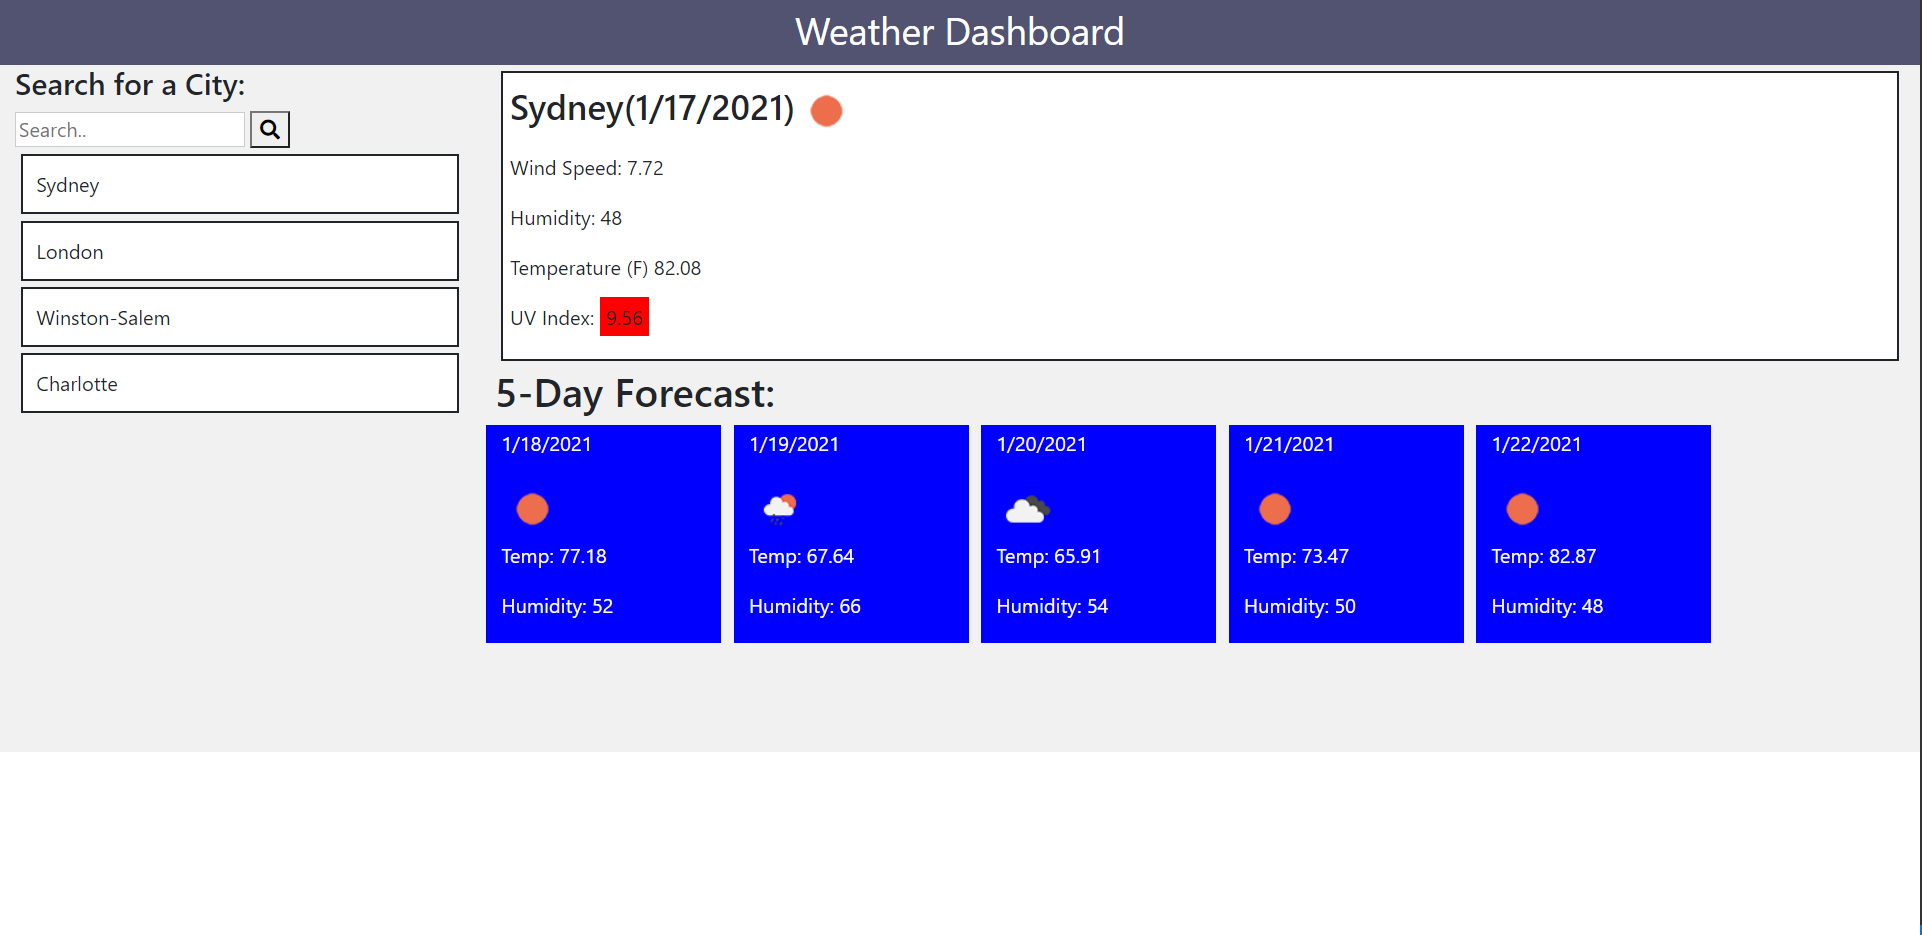 Weather Dashboard
Search for a City:
Search..
Sydney
London
Winston-Salem
Charlotte
Sydney(1/17/2021)
Wind Speed: 7.72
Humidity: 48
Temperature (F) 82.08
UV Index: 9.56
5-Day Forecast:
1/18/2021
Temp: 77.18
Humidity: 52
1/19/2021
Temp: 67.64
Humidity: 66
1/20/2021
Temp: 65.91
Humidity: 54
1/21/2021
Temp: 73.47
Humidity: 50
1/22/2021
Temp: 82.87
Humidity: 48